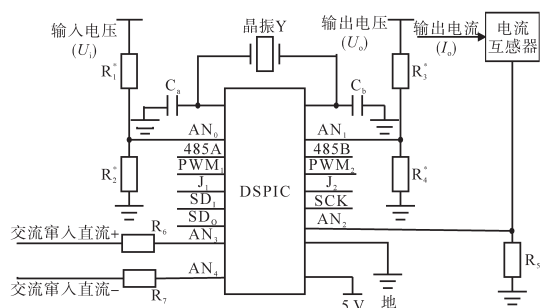 输入电压
(Uᵢ)
晶振Y
输出电压
(Uₒ)
输出电流
(Iₒ)
电流
互感器
R₁*
R₃*
Cₐ
C_b
AN₀
AN₁
485A
485B
PWM₁
PWM₂
R₂*
R₄*
DSPIC
J₁
J₂
SD₁
SCK
SDₒ
AN₂
交流窜入直流+
R₆
AN₃
R₅
交流窜入直流−
R₇
AN₄
5 V
地